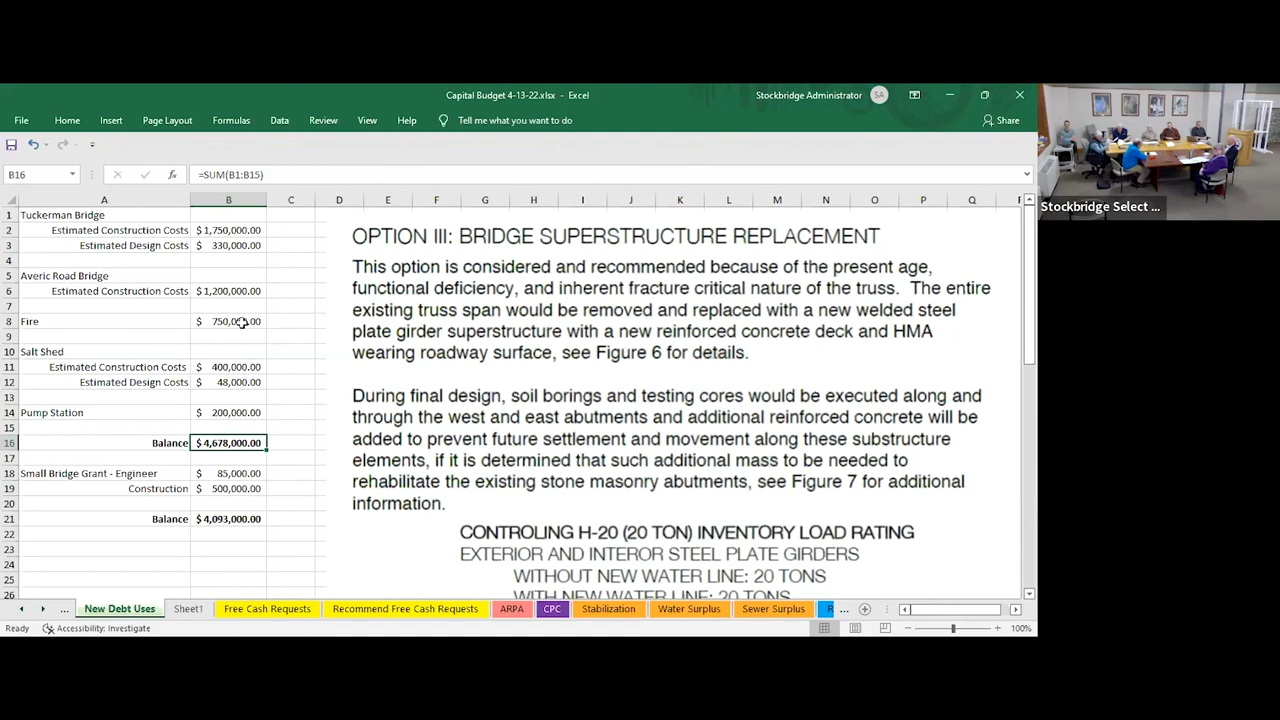 Capital Budget 4-13-22.xlsx - Excel
Stockbridge Administrator
SA
File Home Insert Page Layout Formulas Data Review View Help Tell me what you want to do
Share
B16
=SUM(B1:B15)
A B C D E F G H I J K L M N O P Q
1 Tuckerman Bridge
2 Estimated Construction Costs $ 1,750,000.00
3 Estimated Design Costs $ 330,000.00
4
5 Averic Road Bridge
6 Estimated Construction Costs $ 1,200,000.00
7
8 Fire $ 750,000.00
9
10 Salt Shed
11 Estimated Construction Costs $ 400,000.00
12 Estimated Design Costs $ 48,000.00
13
14 Pump Station $ 200,000.00
15
16 Balance $ 4,678,000.00
17
18 Small Bridge Grant - Engineer $ 85,000.00
19 Construction $ 500,000.00
20
21 Balance $ 4,093,000.00
22
23
24
25
26
OPTION III: BRIDGE SUPERSTRUCTURE REPLACEMENT
This option is considered and recommended because of the present age,
functional deficiency, and inherent fracture critical nature of the truss. The entire
existing truss span would be removed and replaced with a new welded steel
plate girder superstructure with a new reinforced concrete deck and HMA
wearing roadway surface, see Figure 6 for details.
During final design, soil borings and testing cores would be executed along and
through the west and east abutments and additional reinforced concrete will be
added to prevent future settlement and movement along these substructure
elements, if it is determined that such additional mass to be needed to
rehabilitate the existing stone masonry abutments, see Figure 7 for additional
information.
CONTROLING H-20 (20 TON) INVENTORY LOAD RATING
EXTERIOR AND INTERIOR STEEL PLATE GIRDERS
WITHOUT NEW WATER LINE: 20 TONS
WITH NEW WATER LINE: 20 TONS
... New Debt Uses Sheet1 Free Cash Requests Recommend Free Cash Requests ARPA CPC Stabilization Water Surplus Sewer Surplus R ...
Ready Accessibility: Investigate
100%
Stockbridge Select ...